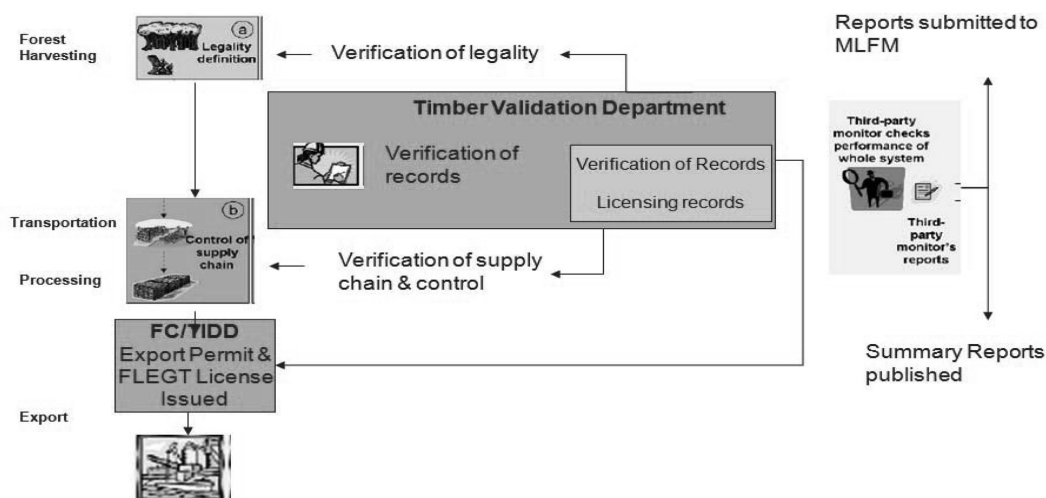 Forest
Harvesting
a
Legality
definition
Verification of legality
Timber Validation Department
Verification of
records
Verification of Records
Licensing records
Transportation
b
Control of
supply
chain
Processing
Verification of supply
chain & control
FC/TIDD
Export Permit &
FLEGT License
Issued
Export
Reports submitted to
MLFM
Third-party
monitor checks
performance of
whole system
Third-
party
monitor's
reports
Summary Reports
published